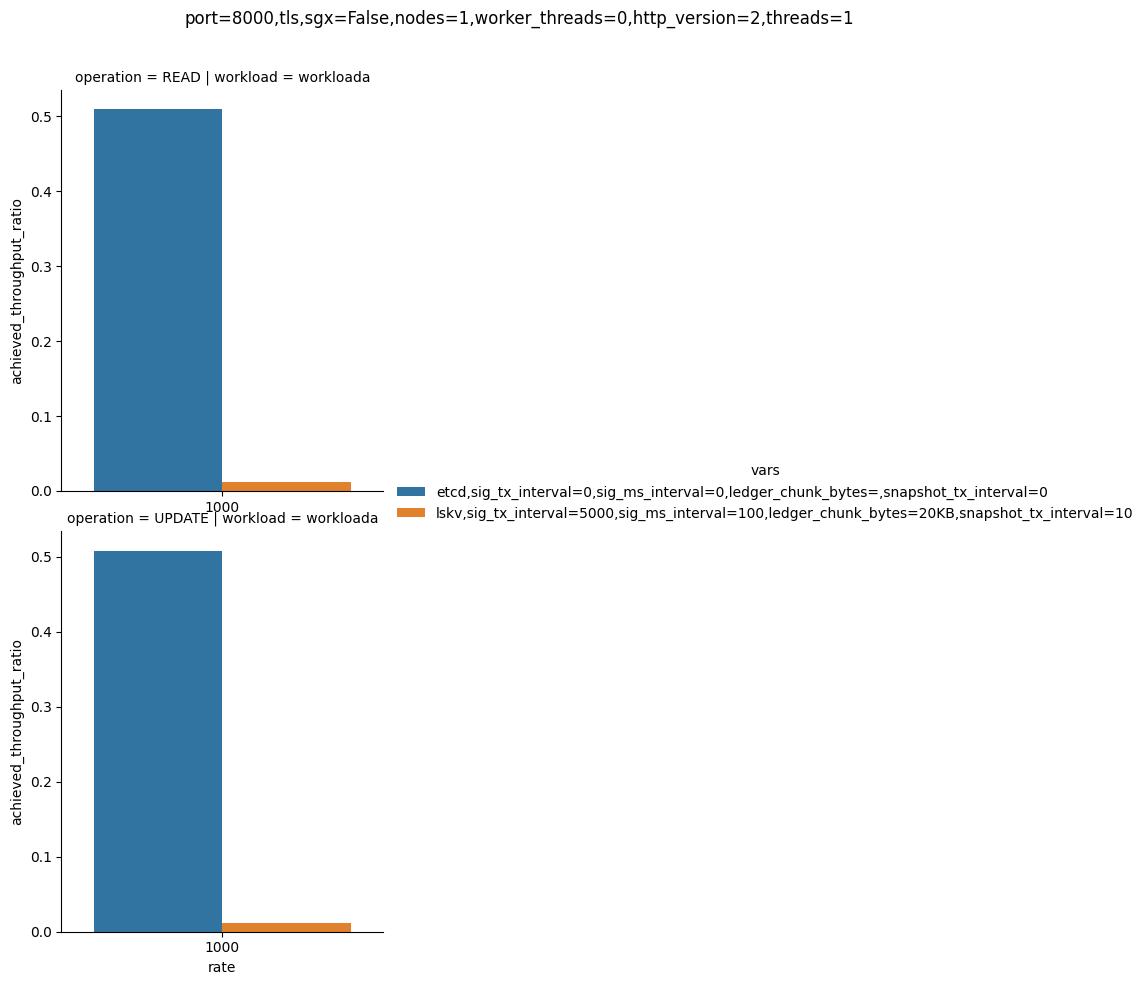 port=8000,tls,sgx=False,nodes=1,worker_threads=0,http_version=2,threads=1
operation = READ | workload = workloada
0.5
0.4
0.3
0.2
0.1
0.0
achieved_throughput_ratio
1000
vars
etcd,sig_tx_interval=0,sig_ms_interval=0,ledger_chunk_bytes=,snapshot_tx_interval=0
lskv,sig_tx_interval=5000,sig_ms_interval=100,ledger_chunk_bytes=20KB,snapshot_tx_interval=10
operation = UPDATE | workload = workloada
0.5
0.4
0.3
0.2
0.1
0.0
achieved_throughput_ratio
1000
rate